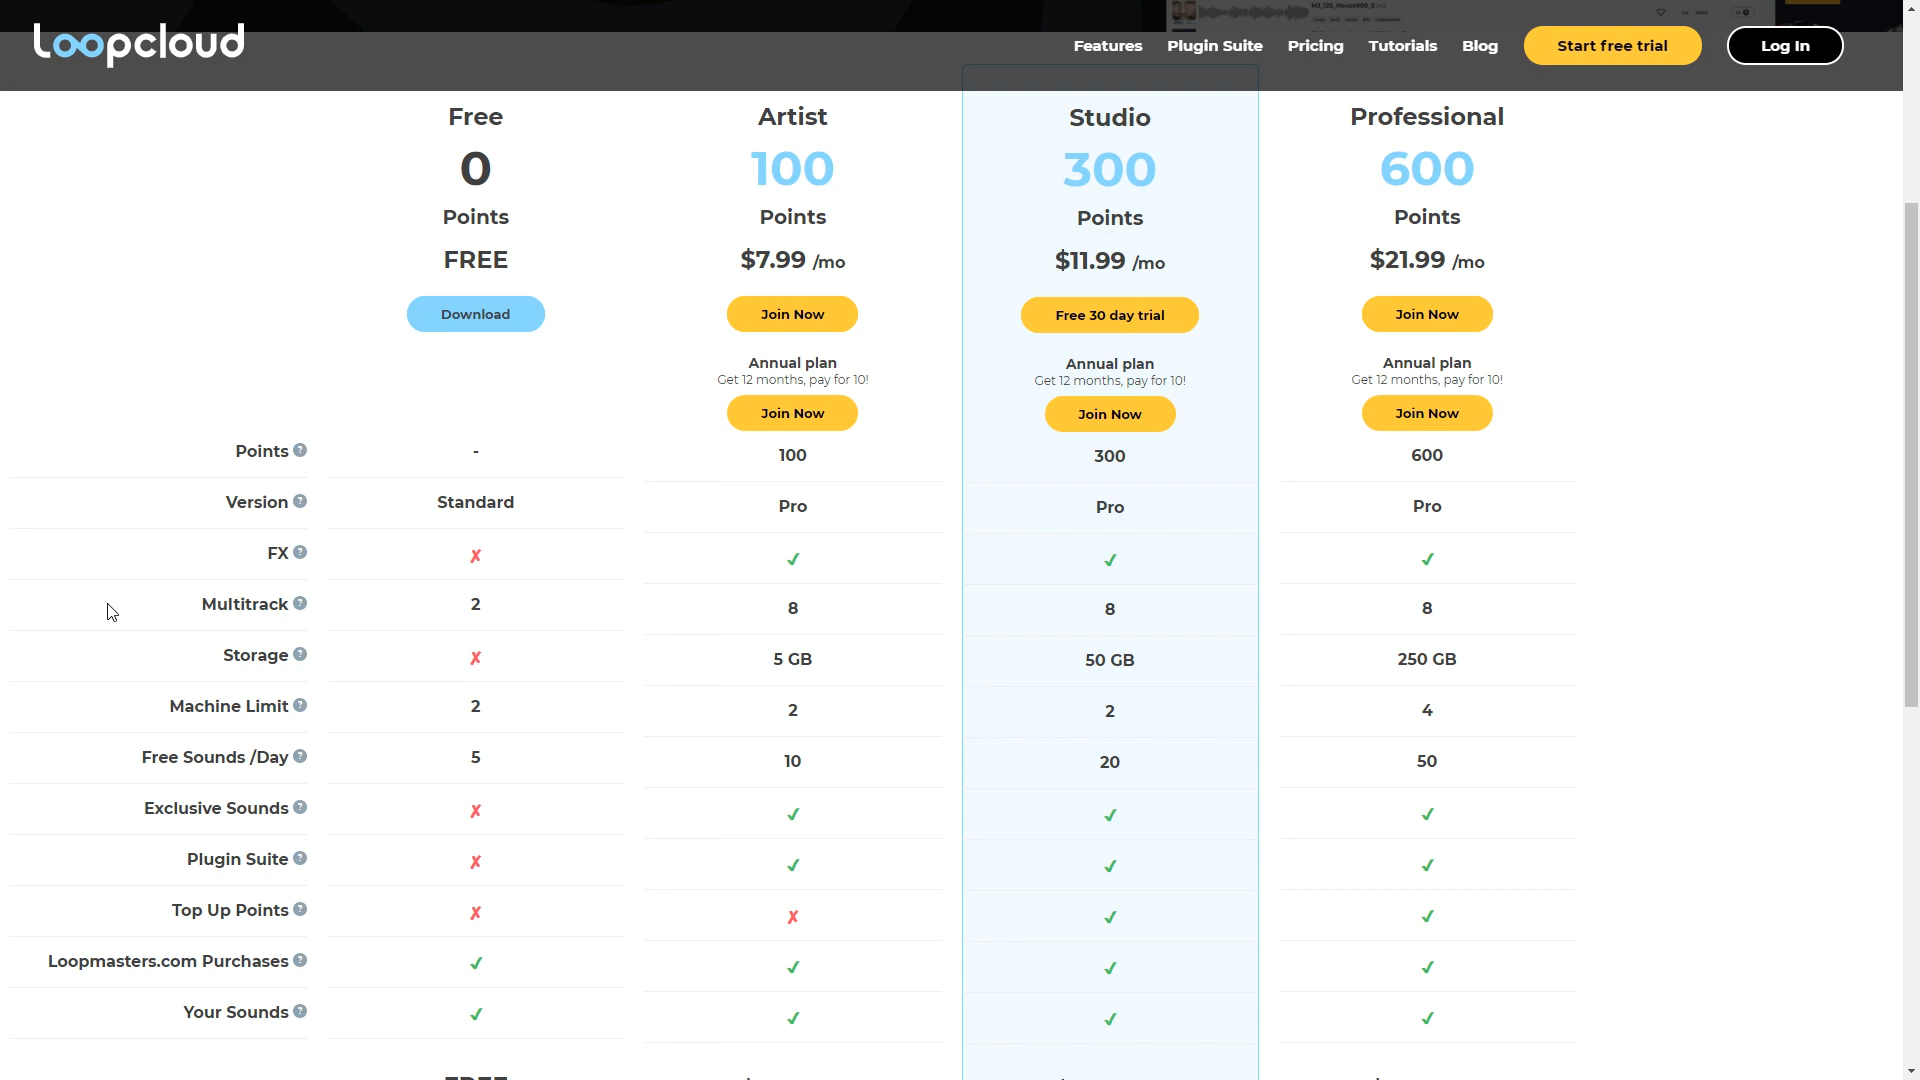 Loopcloud
Features Plugin Suite Pricing Tutorials Blog Start free trial Log In
Free Artist Studio Professional
0 100 300 600
Points Points Points Points
FREE $7.99 /mo $11.99 /mo $21.99 /mo
Download Join Now Free 30 day trial Join Now
Annual plan Annual plan Annual plan
Get 12 months, pay for 10! Get 12 months, pay for 10! Get 12 months, pay for 10!
Join Now Join Now Join Now
Points ? - 100 300 600
Version ? Standard Pro Pro Pro
FX ? ✗ ✓ ✓ ✓
Multitrack ? 2 8 8 8
Storage ? ✗ 5 GB 50 GB 250 GB
Machine Limit ? 2 2 2 4
Free Sounds /Day ? 5 10 20 50
Exclusive Sounds ? ✗ ✓ ✓ ✓
Plugin Suite ? ✗ ✓ ✓ ✓
Top Up Points ? ✗ ✗ ✓ ✓
Loopmasters.com Purchases ? ✓ ✓ ✓ ✓
Your Sounds ? ✓ ✓ ✓ ✓
FREE